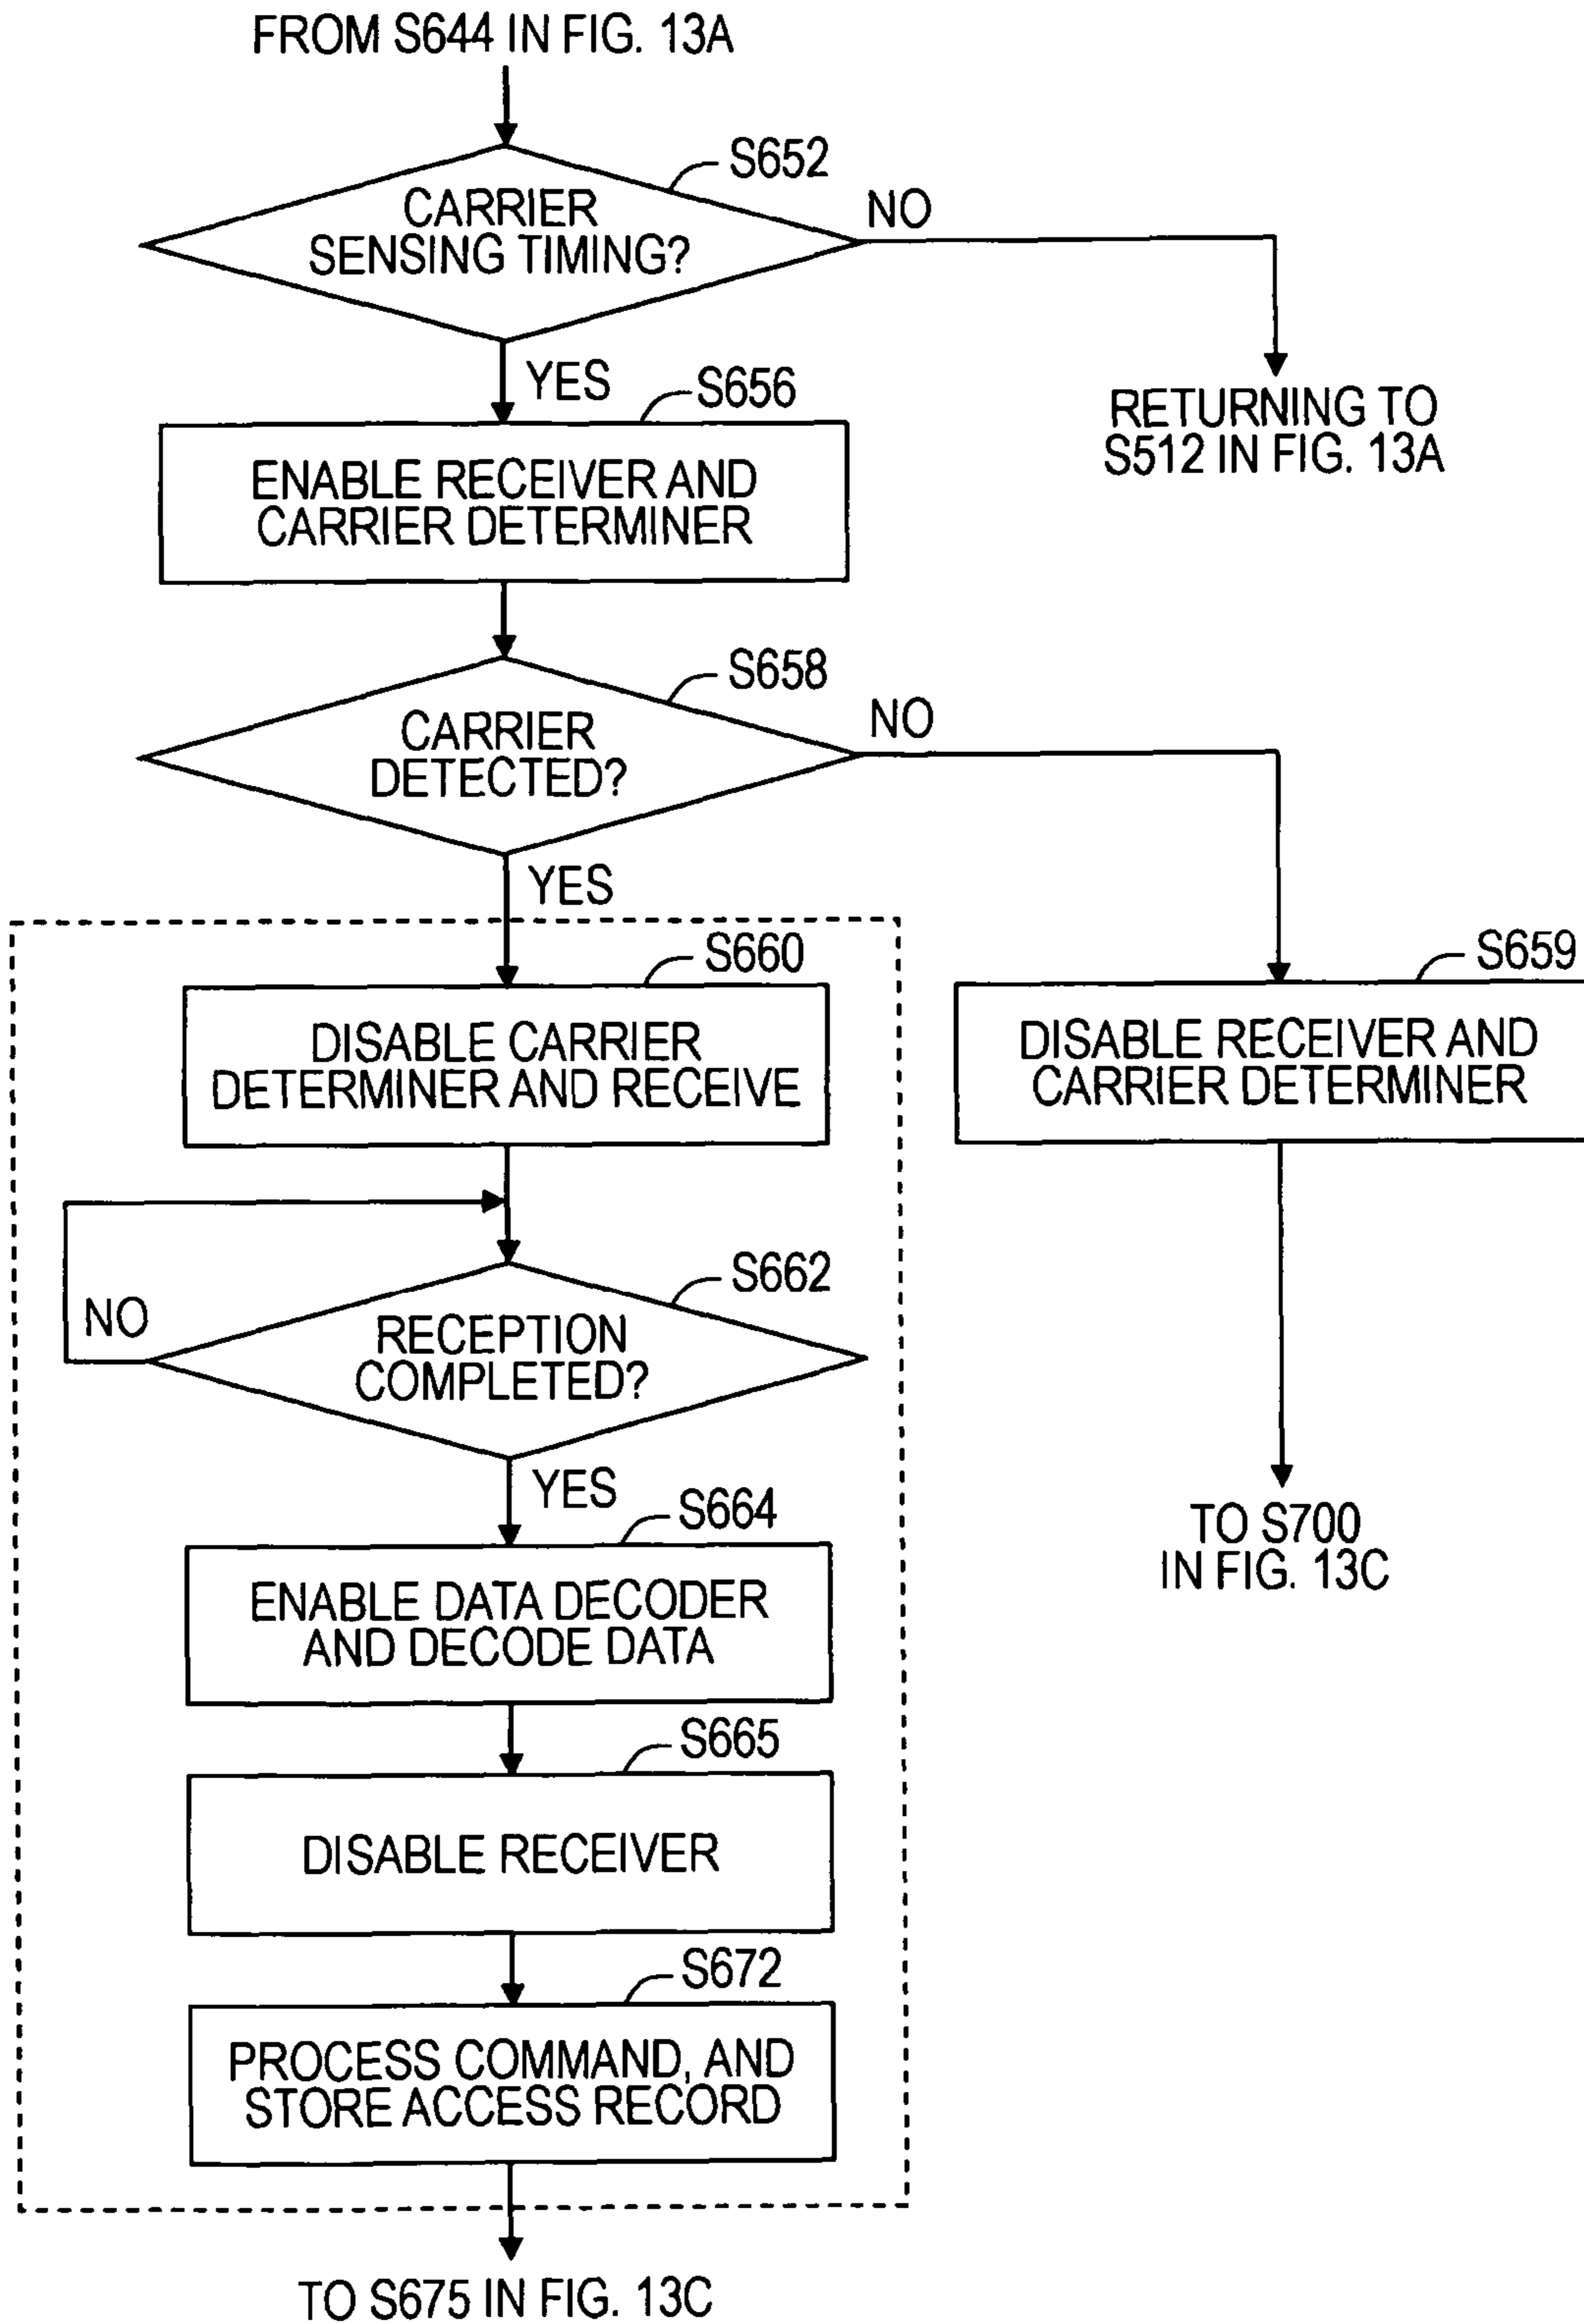 FROM S644 IN FIG. 13A
S652
CARRIER
SENSING TIMING?
NO
YES
RETURNING TO
S512 IN FIG. 13A
S656
ENABLE RECEIVER AND
CARRIER DETERMINER
S658
CARRIER
DETECTED?
NO
YES
S660
DISABLE CARRIER
DETERMINER AND RECEIVE
S659
DISABLE RECEIVER AND
CARRIER DETERMINER
S662
RECEPTION
COMPLETED?
NO
YES
TO S700
IN FIG. 13C
S664
ENABLE DATA DECODER
AND DECODE DATA
S665
DISABLE RECEIVER
S672
PROCESS COMMAND, AND
STORE ACCESS RECORD
TO S675 IN FIG. 13C